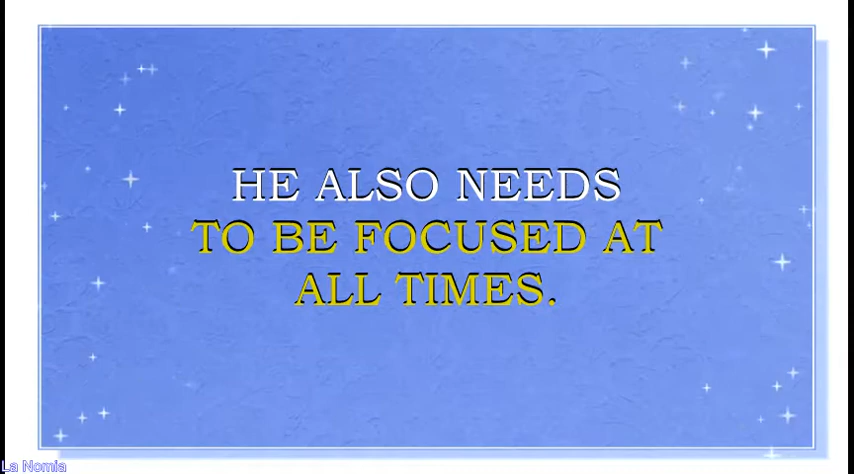 HE ALSO NEEDS
TO BE FOCUSED AT
ALL TIMES.
La Nomia